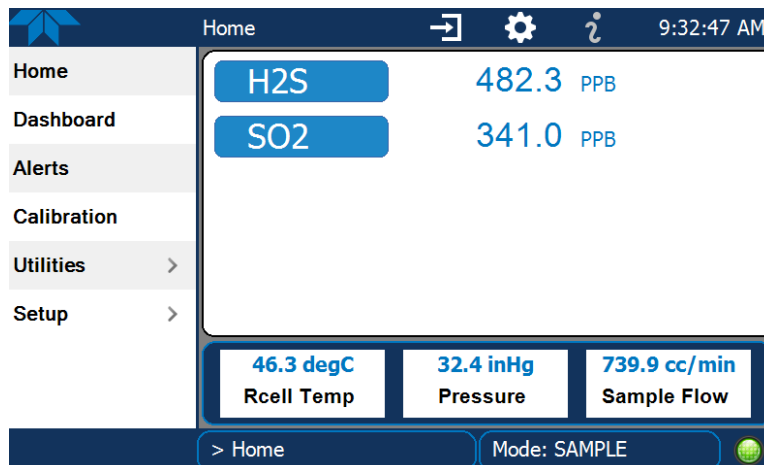 Home 9:32:47 AM
Home
Dashboard
Alerts
Calibration
Utilities
Setup
H2S 482.3 PPB
SO2 341.0 PPB
46.3 degC 32.4 inHg 739.9 cc/min
Rcell Temp Pressure Sample Flow
> Home Mode: SAMPLE